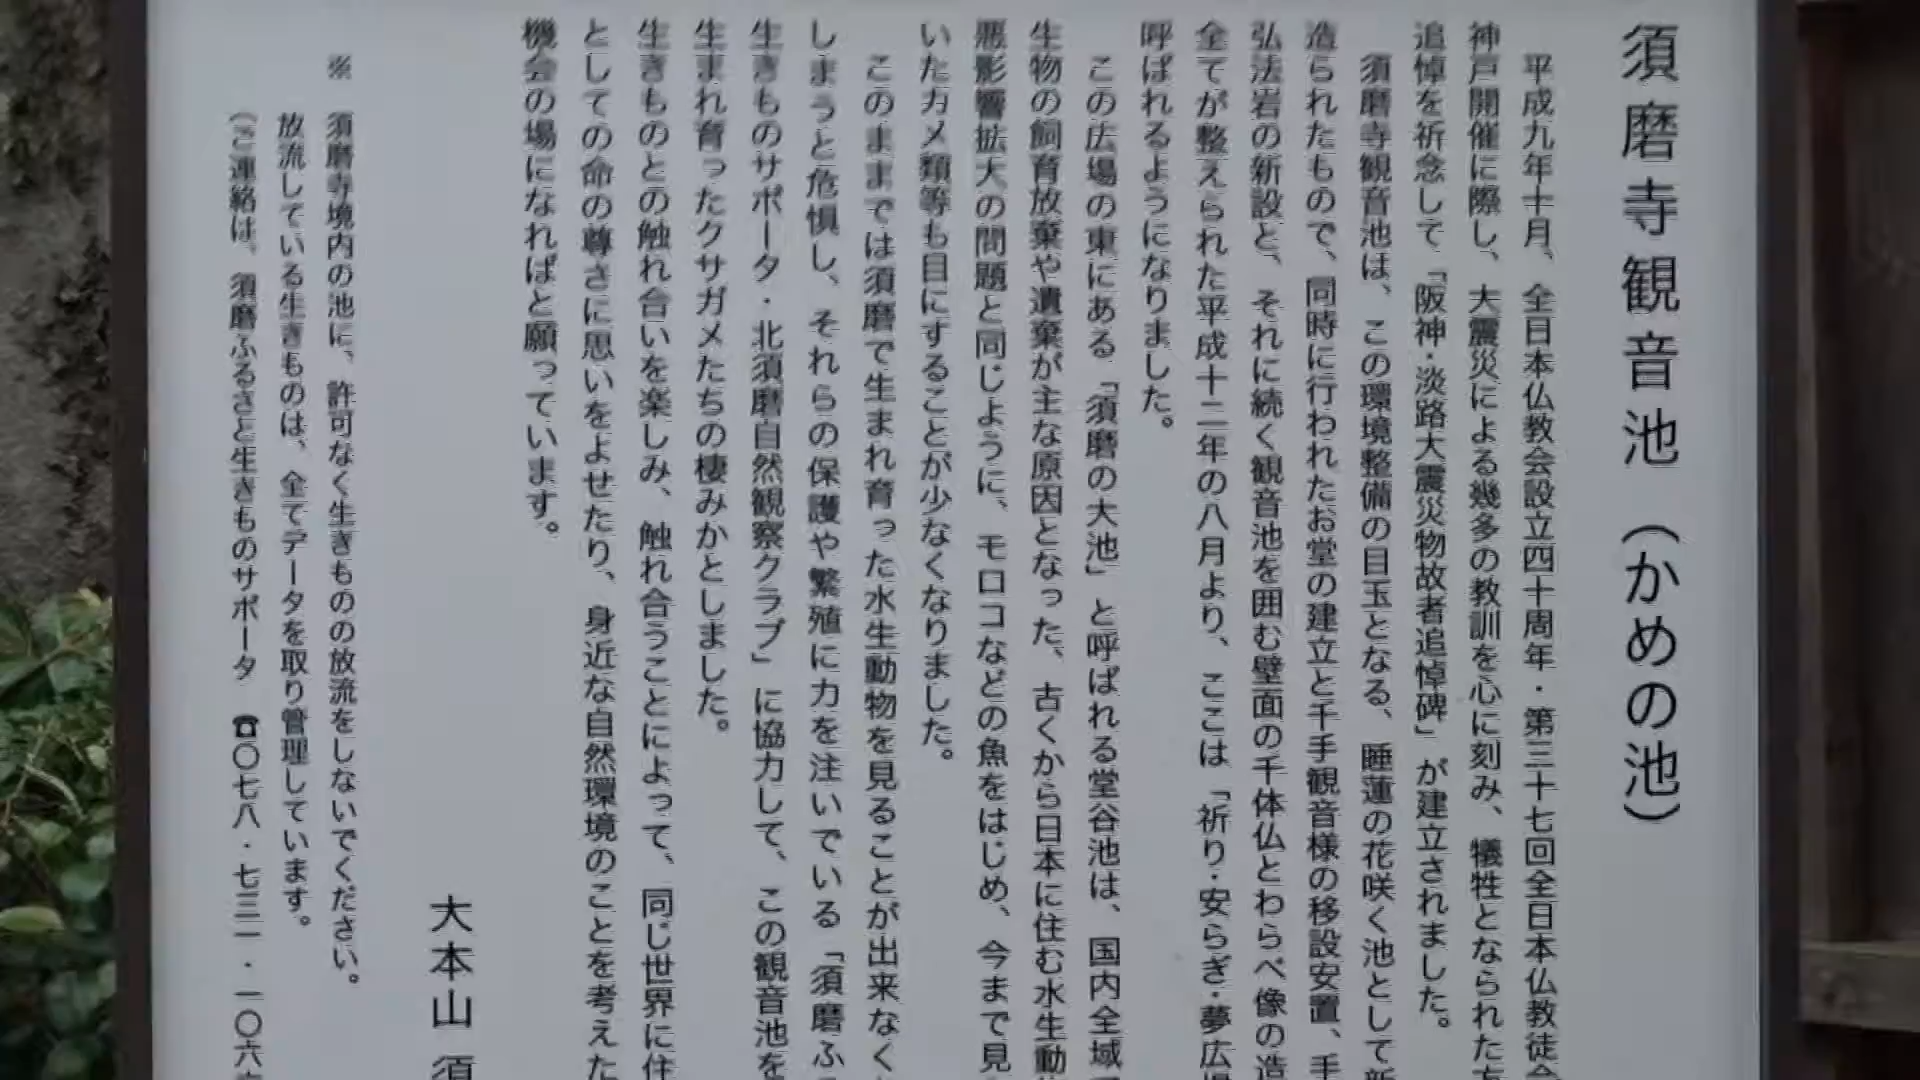 須磨寺観音池（かめの池）
平成九年十月、全日本仏教会設立四十周年・第三十七回全日本仏教徒会
神戸開催に際し、大震災による幾多の教訓を心に刻み、犠牲となられた方
追悼を祈念して「阪神・淡路大震災物故者追悼碑」が建立されました。
須磨寺観音池は、この環境整備の目玉となる、睡蓮の花咲く池として新
造られたもので、同時に行われたお堂の建立と千手観音様の移設安置、手
弘法岩の新設と、それに続く観音池を囲む壁面の千体仏とわらべ像の造
全てが整えられた平成十二年の八月より、ここは「祈り・安らぎ・夢広場
呼ばれるようになりました。
この広場の東にある「須磨の大池」と呼ばれる堂谷池は、国内全域で
生物の飼育放棄や遺棄が主な原因となった、古くから日本に住む水生動
悪影響拡大の問題と同じように、モロコなどの魚をはじめ、今まで見
いたカメ類等も目にすることが少なくなりました。
このままでは須磨で生まれ育った水生動物を見ることが出来なく
しまうと危惧し、それらの保護や繁殖に力を注いでいる「須磨ふ
生きものサポータ・北須磨自然観察クラブ」に協力して、この観音池を
生まれ育ったクサガメたちの棲みかとしました。
生きものとの触れ合いを楽しみ、触れ合うことによって、同じ世界に住
としての命の尊さに思いをよせたり、身近な自然環境のことを考えた
機会の場になればと願っています。
大本山 須
※ 須磨寺境内の池に、許可なく生きものの放流をしないでください。
放流している生きものは、全てデータを取り管理しています。
（ご連絡は、須磨ふるさと生きものサポータ ☎〇七八・七三一・一〇六